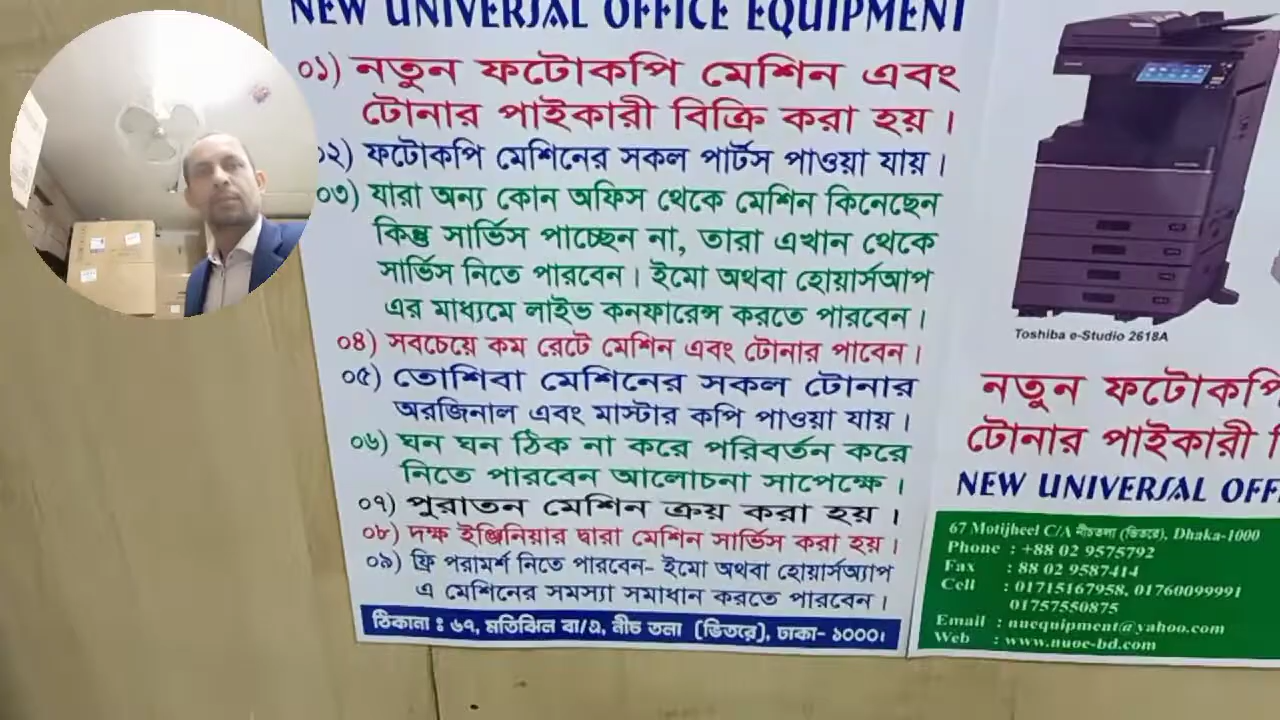 NEW UNIVERSAL OFFICE EQUIPMENT
০১) নতুন ফটোকপি মেশিন এবং
টোনার পাইকারী বিক্রি করা হয় ।
০২) ফটোকপি মেশিনের সকল পার্টস পাওয়া যায় ।
০৩) যারা অন্য কোন অফিস থেকে মেশিন কিনেছেন
কিন্তু সার্ভিস পাচ্ছেন না, তারা এখান থেকে
সার্ভিস নিতে পারবেন । ইমো অথবা হোয়ার্সআপ
এর মাধ্যমে লাইভ কনফারেন্স করতে পারবেন ।
০৪) সবচেয়ে কম রেটে মেশিন এবং টোনার পাবেন ।
০৫) তোশিবা মেশিনের সকল টোনার
অরজিনাল এবং মাস্টার কপি পাওয়া যায় ।
০৬) ঘন ঘন ঠিক না করে পরিবর্তন করে
নিতে পারবেন আলোচনা সাপেক্ষে ।
০৭) পুরাতন মেশিন ক্রয় করা হয় ।
০৮) দক্ষ ইঞ্জিনিয়ার দ্বারা মেশিন সার্ভিস করা হয় ।
০৯) ফ্রি পরামর্শ নিতে পারবেন- ইমো অথবা হোয়ার্সঅ্যাপ
এ মেশিনের সমস্যা সমাধান করতে পারবেন ।
ঠিকানা : ৬৭, মতিঝিল বা/এ, নীচ তলা (ভিতরে), ঢাকা- ১০০০।
Toshiba e-Studio 2618A
নতুন ফটোকপি
টোনার পাইকারী
NEW UNIVERSAL OFF
67 Motijheel C/A নীচতলা (ভিতরে), Dhaka-1000
Phone : +88 02 9575792
Fax : 88 02 9587414
Cell : 01715167958, 01760099991
01757550875
Email : nuequipment@yahoo.com
Web : www.nuoe-bd.com